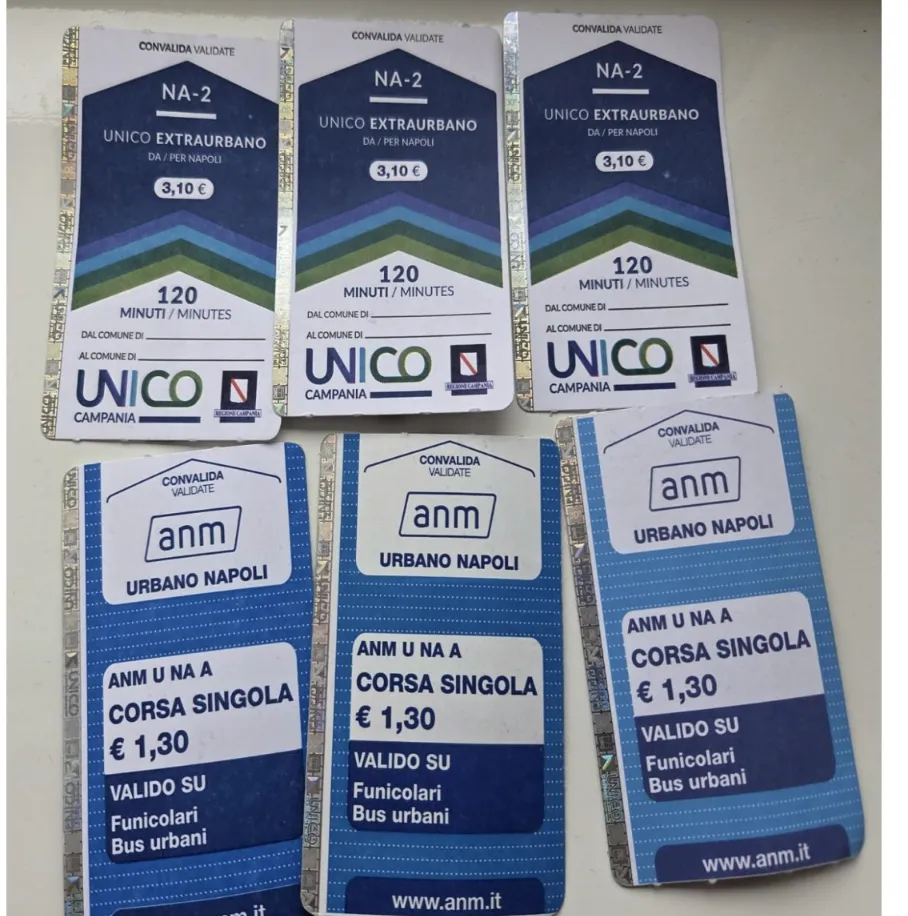 CONVALIDA VALIDATE
NA-2
UNICO EXTRAURBANO
DA / PER NAPOLI
3,10 €
120
MINUTI / MINUTES
DAL COMUNE DI
AL COMUNE DI
UNICO
CAMPANIA
REGIONE CAMPANIA
CONVALIDA VALIDATE
NA-2
UNICO EXTRAURBANO
DA / PER NAPOLI
3,10 €
120
MINUTI / MINUTES
DAL COMUNE DI
AL COMUNE DI
UNICO
CAMPANIA
REGIONE CAMPANIA
CONVALIDA VALIDATE
NA-2
UNICO EXTRAURBANO
DA / PER NAPOLI
3,10 €
120
MINUTI / MINUTES
DAL COMUNE DI
AL COMUNE DI
UNICO
CAMPANIA
REGIONE CAMPANIA
CONVALIDA
VALIDATE
anm
URBANO NAPOLI
ANM U NA A
CORSA SINGOLA
€ 1,30
VALIDO SU
Funicolari
Bus urbani
CONVALIDA
VALIDATE
anm
URBANO NAPOLI
ANM U NA A
CORSA SINGOLA
€ 1,30
VALIDO SU
Funicolari
Bus urbani
www.anm.it
CONVALIDA
VALIDATE
anm
URBANO NAPOLI
ANM U NA A
CORSA SINGOLA
€ 1,30
VALIDO SU
Funicolari
Bus urbani
www.anm.it